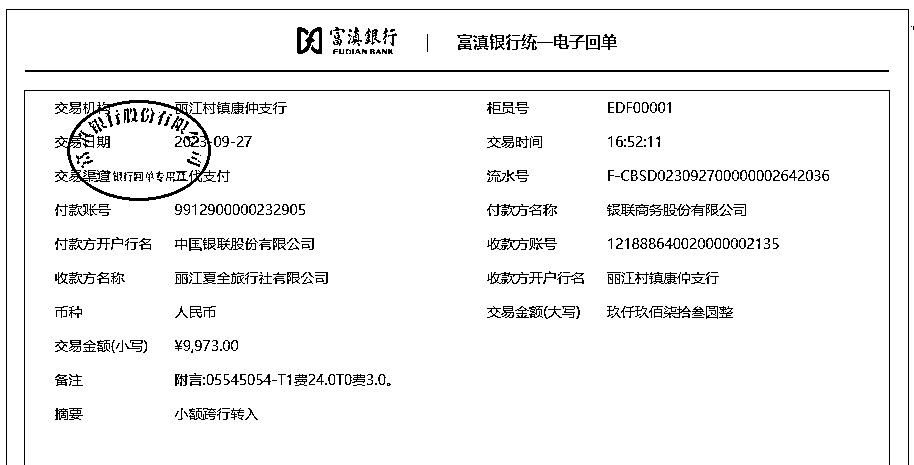 富滇銀行 FUDIAN BANK | 富滇银行统一电子回单
交易机构 丽江村镇康仲支行 柜员号 EDF00001
交易日期 2023-09-27 交易时间 16:52:11
交易渠道 二代支付 流水号 F-CBSD023092700000002642036
付款账号 9912900000232905 付款方名称 银联商务股份有限公司
付款方开户行名 中国银联股份有限公司 收款方账号 121888640020000002135
收款方名称 丽江夏全旅行社有限公司 收款方开户行名 丽江村镇康仲支行
币种 人民币 交易金额(大写) 玖仟玖佰柒拾叁圆整
交易金额(小写) ¥9,973.00
备注 附言:05545054-T1费24.0T0费3.0。
摘要 小额跨行转入
富滇银行股份有限公司
银行回单专用